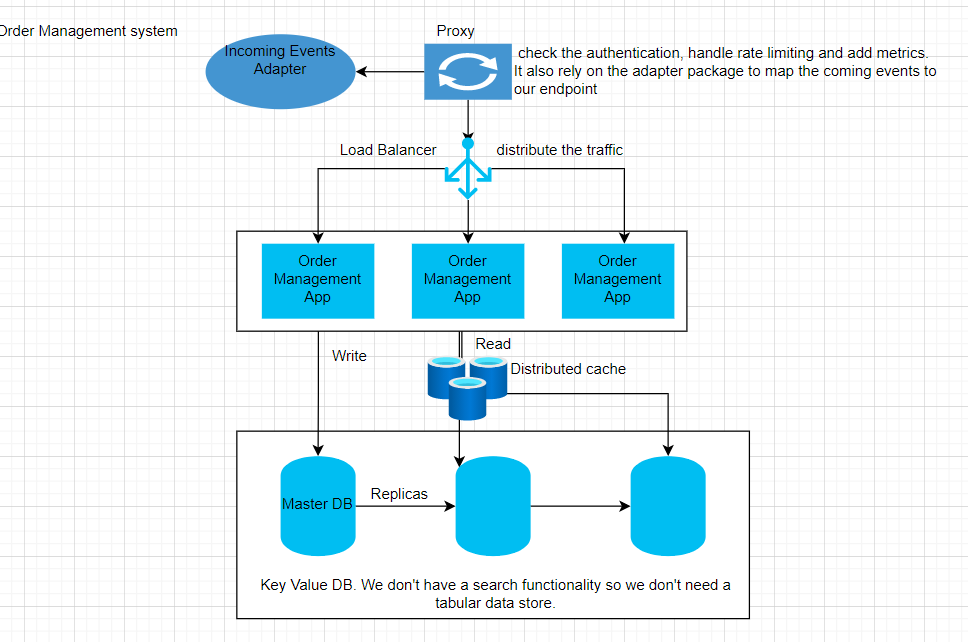 Order Management system
Proxy
Incoming Events
Adapter
check the authentication, handle rate limiting and add metrics.
It also rely on the adapter package to map the coming events to
our endpoint
Load Balancer
distribute the traffic
Order
Management
App
Order
Management
App
Order
Management
App
Write
Read
Distributed cache
Master DB
Replicas
Key Value DB. We don't have a search functionality so we don't need a
tabular data store.